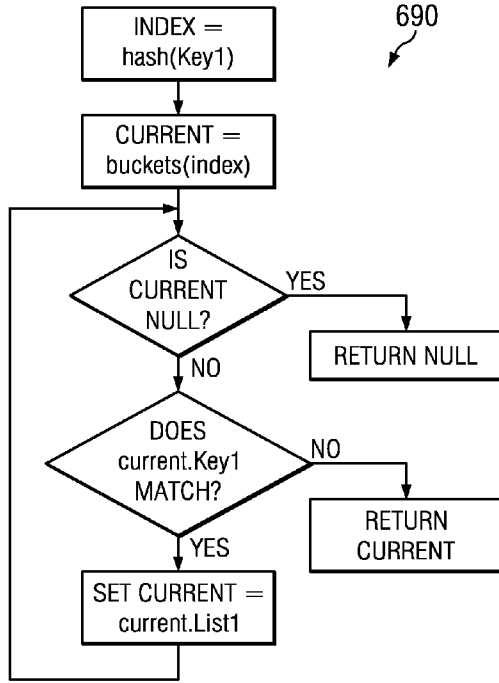 690
INDEX =
hash(Key1)
CURRENT =
buckets(index)
IS
CURRENT
NULL?
YES
RETURN NULL
NO
DOES
current.Key1
MATCH?
NO
RETURN
CURRENT
YES
SET CURRENT =
current.List1